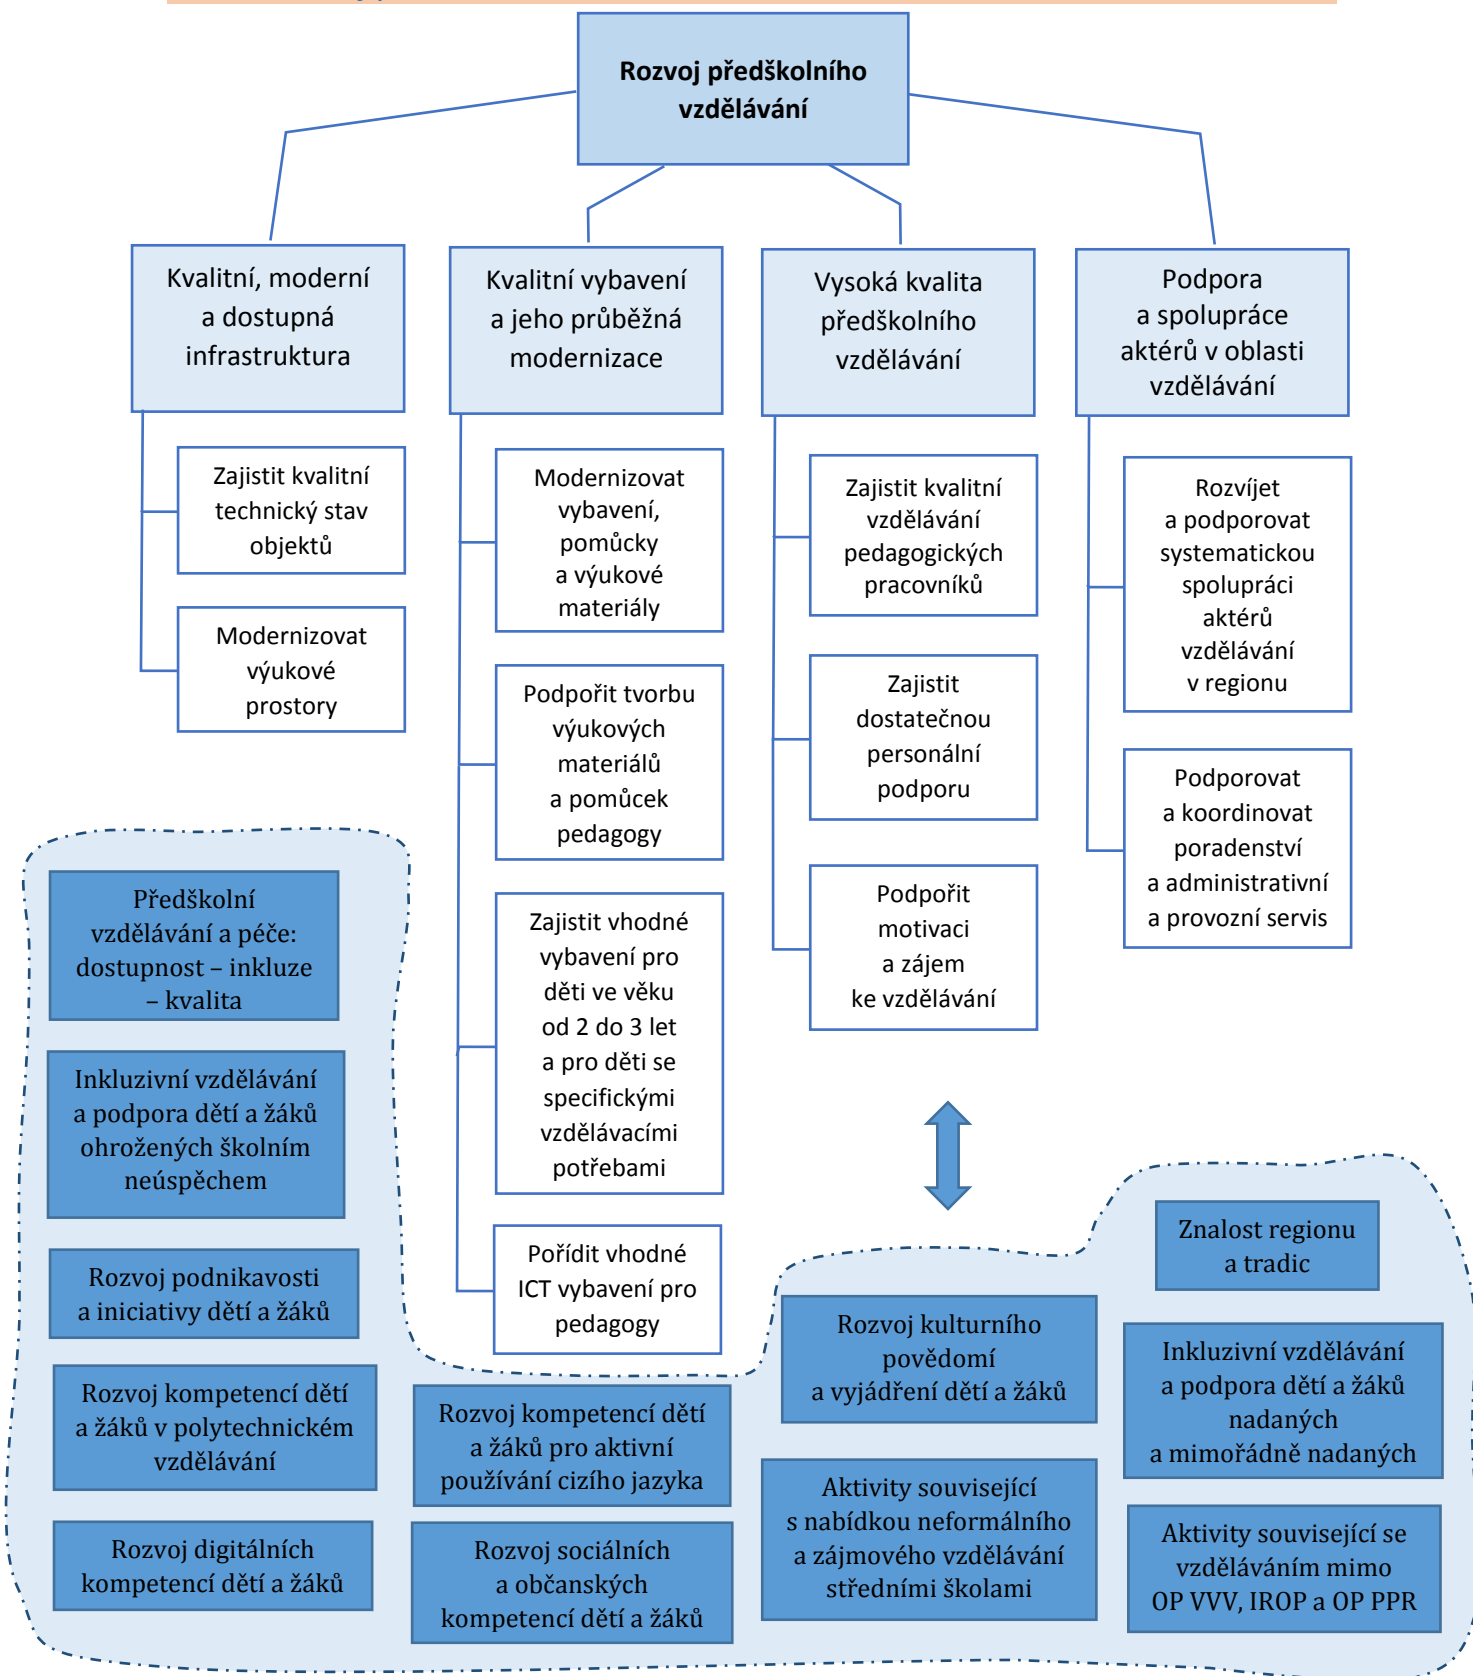 Rozvoj předškolního
vzdělávání
Kvalitní, moderní
a dostupná
infrastruktura
Zajistit kvalitní
technický stav
objektů
Modernizovat
výukové
prostory
Kvalitní vybavení
a jeho průběžná
modernizace
Modernizovat
vybavení,
pomůcky
a výukové
materiály
Podpořit tvorbu
výukových
materiálů
a pomůcek
pedagogy
Zajistit vhodné
vybavení pro
děti ve věku
od 2 do 3 let
a pro děti se
specifickými
vzdělávacími
potřebami
Pořídit vhodné
ICT vybavení pro
pedagogy
Vysoká kvalita
předškolního
vzdělávání
Zajistit kvalitní
vzdělávání
pedagogických
pracovníků
Zajistit
dostatečnou
personální
podporu
Podpořit
motivaci
a zájem
ke vzdělávání
Podpora
a spolupráce
aktérů v oblasti
vzdělávání
Rozvíjet
a podporovat
systematickou
spolupráci
aktérů
vzdělávání
v regionu
Podporovat
a koordinovat
poradenství
a administrativní
a provozní servis
Předškolní
vzdělávání a péče:
dostupnost – inkluze
– kvalita
Inkluzivní vzdělávání
a podpora dětí a žáků
ohrožených školním
neúspěchem
Rozvoj podnikavosti
a iniciativy dětí a žáků
Rozvoj kompetencí dětí
a žáků v polytechnickém
vzdělávání
Rozvoj digitálních
kompetencí dětí a žáků
Rozvoj kompetencí dětí
a žáků pro aktivní
používání cizího jazyka
Rozvoj sociálních
a občanských
kompetencí dětí a žáků
Rozvoj kulturního
povědomí
a vyjádření dětí a žáků
Aktivity související
s nabídkou neformálního
a zájmového vzdělávání
středními školami
Znalost regionu
a tradic
Inkluzivní vzdělávání
a podpora dětí a žáků
nadaných
a mimořádně nadaných
Aktivity související se
vzděláváním mimo
OP VVV, IROP a OP PPR